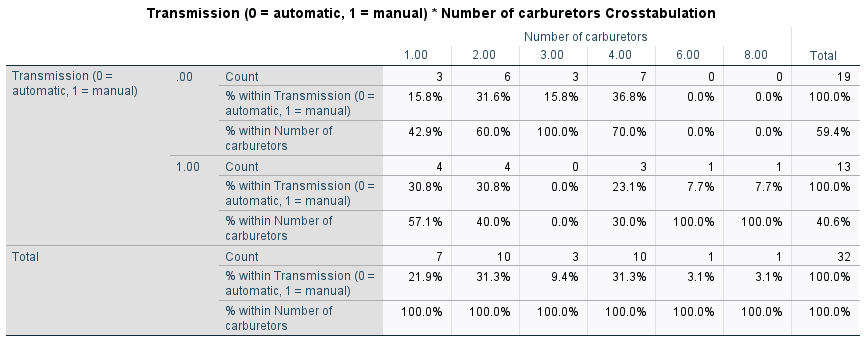 Transmission (0 = automatic, 1 = manual) * Number of carburetors Crosstabulation
Number of carburetors
1.00 2.00 3.00 4.00 6.00 8.00 Total
Transmission (0 = automatic, 1 = manual) .00 Count 3 6 3 7 0 0 19
% within Transmission (0 = automatic, 1 = manual) 15.8% 31.6% 15.8% 36.8% 0.0% 0.0% 100.0%
% within Number of carburetors 42.9% 60.0% 100.0% 70.0% 0.0% 0.0% 59.4%
1.00 Count 4 4 0 3 1 1 13
% within Transmission (0 = automatic, 1 = manual) 30.8% 30.8% 0.0% 23.1% 7.7% 7.7% 100.0%
% within Number of carburetors 57.1% 40.0% 0.0% 30.0% 100.0% 100.0% 40.6%
Total Count 7 10 3 10 1 1 32
% within Transmission (0 = automatic, 1 = manual) 21.9% 31.3% 9.4% 31.3% 3.1% 3.1% 100.0%
% within Number of carburetors 100.0% 100.0% 100.0% 100.0% 100.0% 100.0% 100.0%